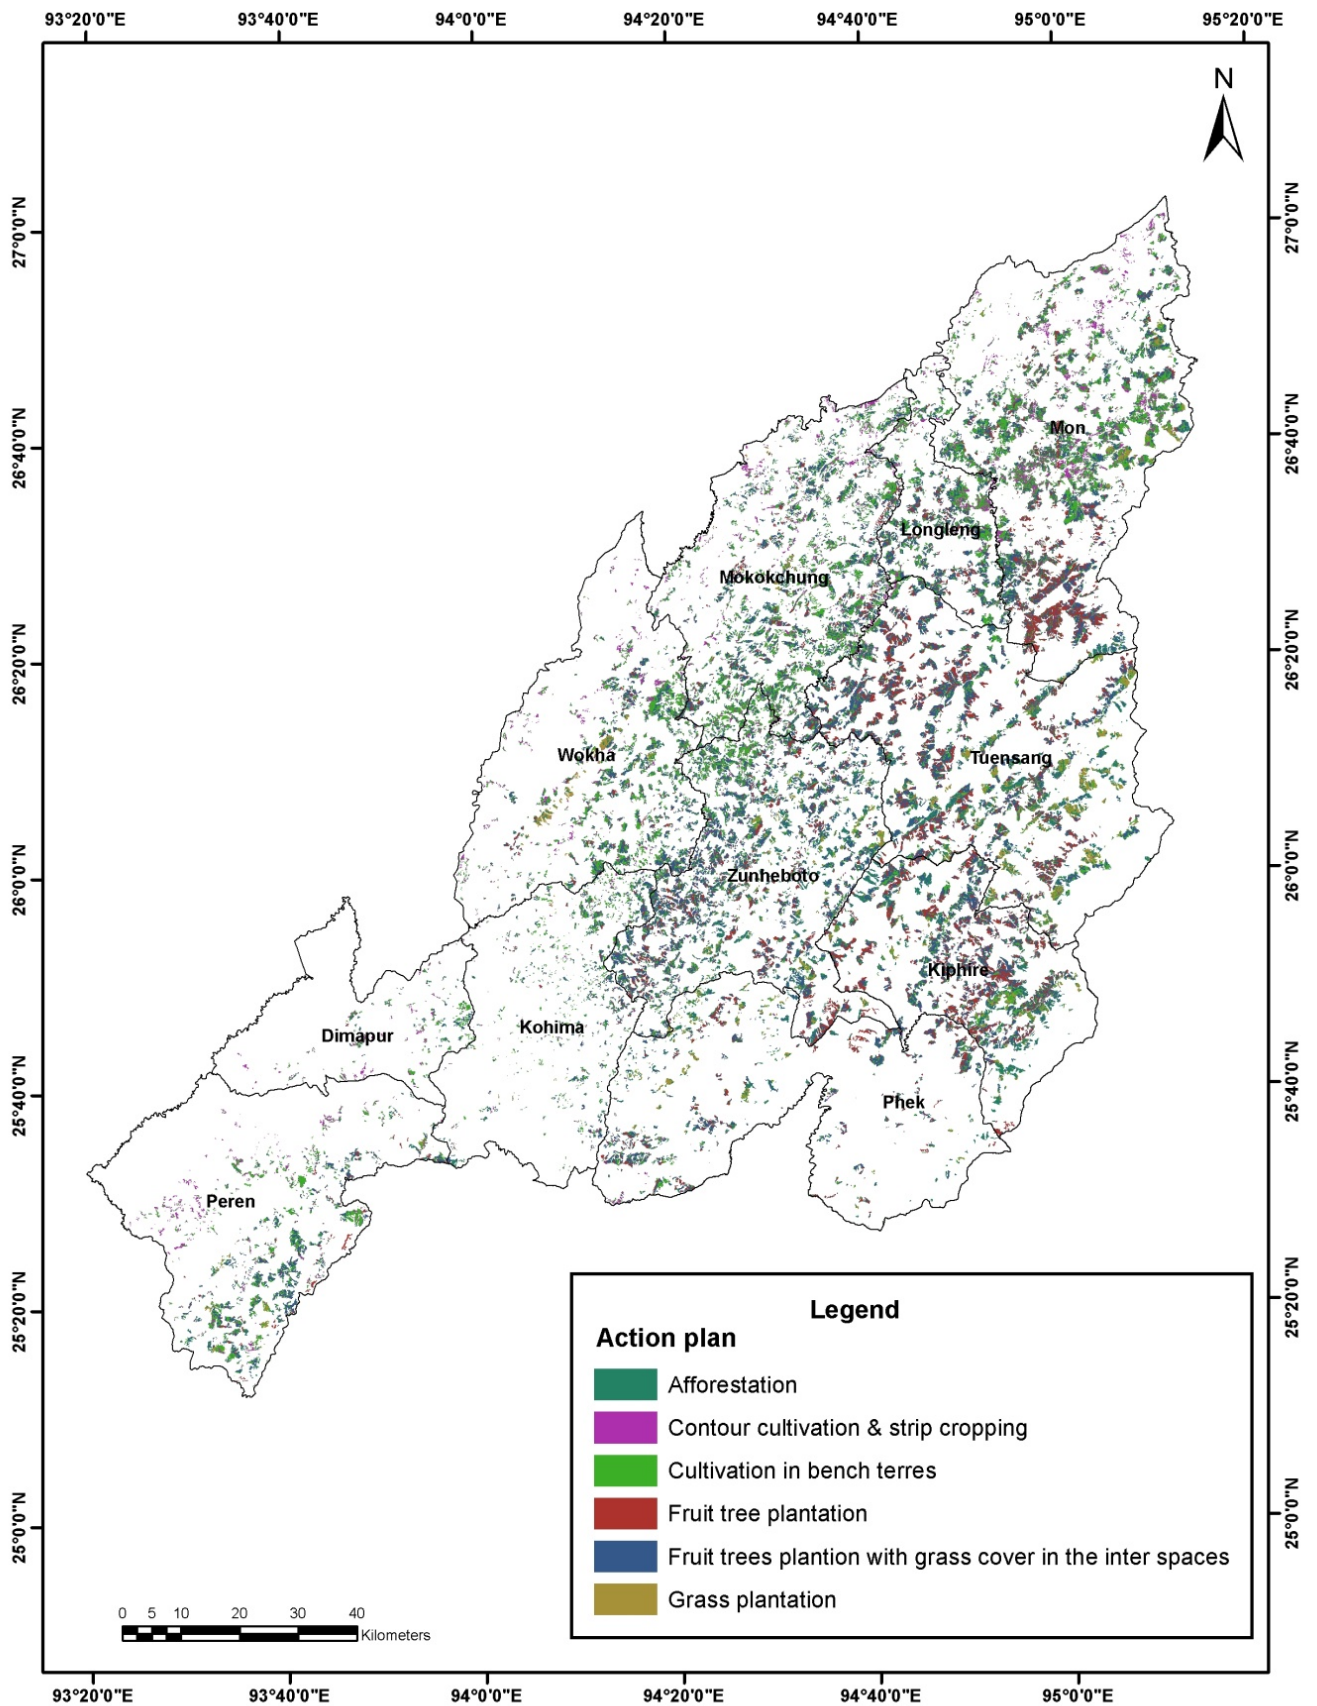 93°20'0"E 93°40'0"E 94°0'0"E 94°20'0"E 94°40'0"E 95°0'0"E 95°20'0"E
N
27°0'0"N 27°0'0"N
Mon
26°40'0"N 26°40'0"N
Longleng
Mokokchung
26°20'0"N 26°20'0"N
Wokha
Tuensang
Zunheboto
26°0'0"N 26°0'0"N
Kiphire
Kohima
Dimapur
25°40'0"N 25°40'0"N
Phek
Peren
25°20'0"N 25°20'0"N
Legend
Action plan
Afforestation
Contour cultivation & strip cropping
Cultivation in bench terres
Fruit tree plantation
Fruit trees plantion with grass cover in the inter spaces
Grass plantation
25°0'0"N 25°0'0"N
0 5 10 20 30 40
Kilometers
93°20'0"E 93°40'0"E 94°0'0"E 94°20'0"E 94°40'0"E 95°0'0"E